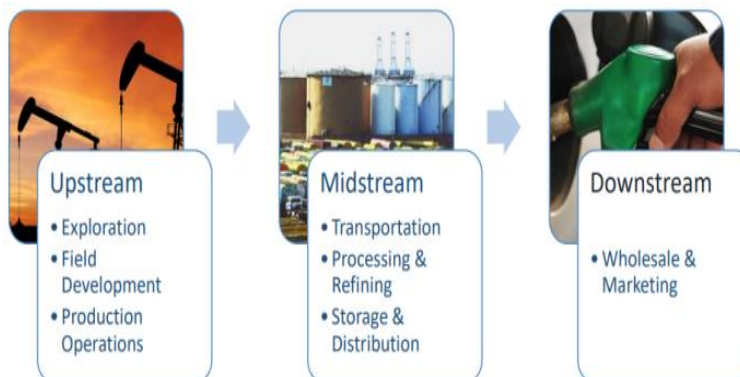 Upstream
• Exploration
• Field
Development
• Production
Operations
Midstream
• Transportation
• Processing &
Refining
• Storage &
Distribution
Downstream
• Wholesale &
Marketing